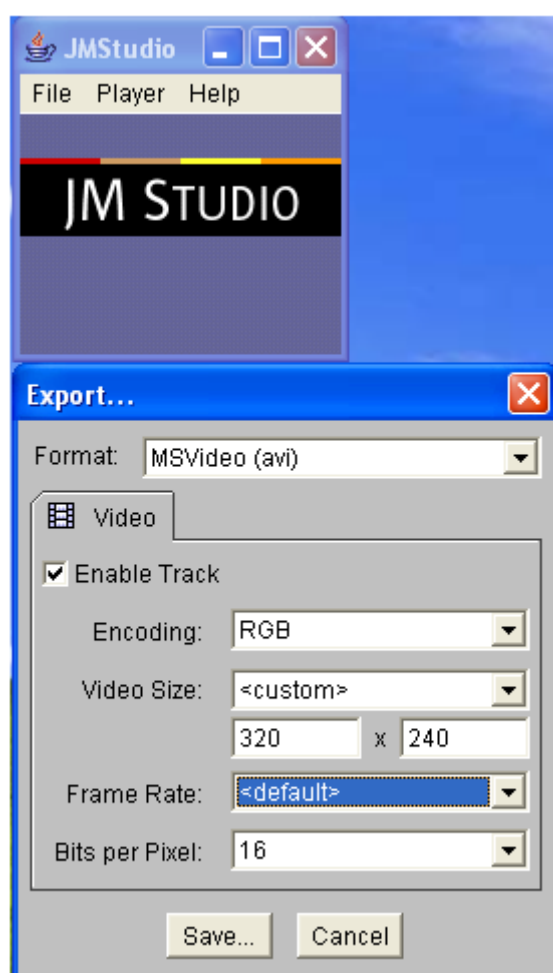 JMStudio
File Player Help
JM STUDIO
Export...
Format: MSVideo (avi)
Video
Enable Track
Encoding: RGB
Video Size: <custom>
320 x 240
Frame Rate: <default>
Bits per Pixel: 16
Save... Cancel